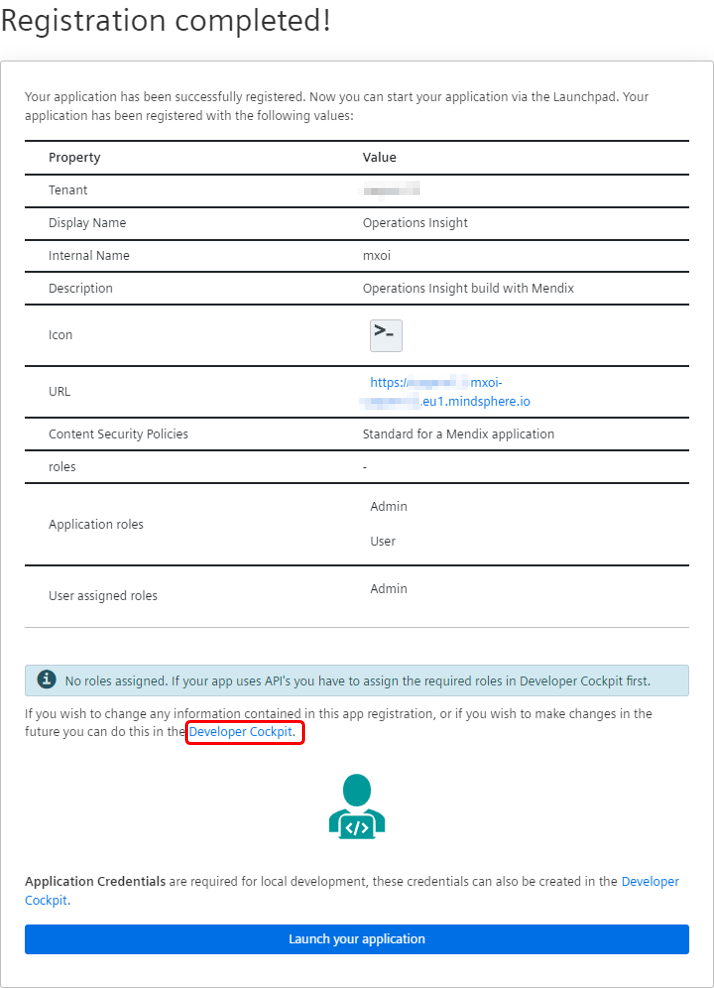 Registration completed!
Your application has been successfully registered. Now you can start your application via the Launchpad. Your
application has been registered with the following values:
Property Value
Tenant
Display Name Operations Insight
Internal Name mxoi
Description Operations Insight build with Mendix
Icon >_
URL https:/ mxoi-
.eu1.mindsphere.io
Content Security Policies Standard for a Mendix application
roles -
Application roles Admin
User
User assigned roles Admin
No roles assigned. If your app uses API's you have to assign the required roles in Developer Cockpit first.
If you wish to change any information contained in this app registration, or if you wish to make changes in the
future you can do this in the Developer Cockpit.
</>
Application Credentials are required for local development, these credentials can also be created in the Developer
Cockpit.
Launch your application